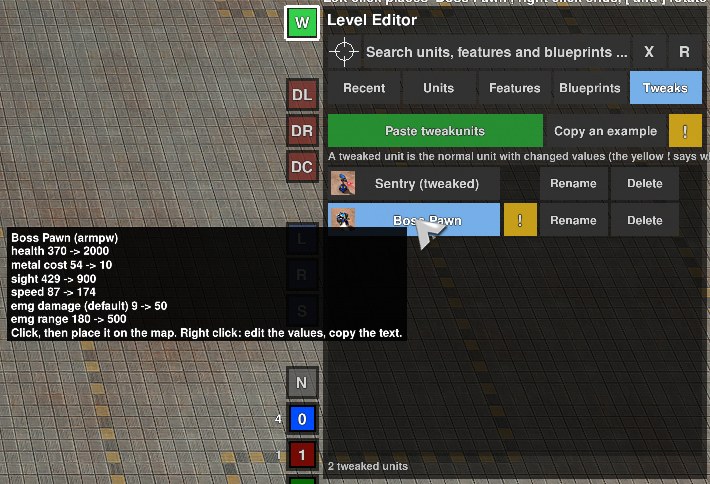 Level Editor
W
Search units, features and blueprints ...
X
R
Recent
Units
Features
Blueprints
Tweaks
DL
DR
DC
Paste tweakunits
Copy an example
!
A tweaked unit is the normal unit with changed values (the yellow ! says w
Sentry (tweaked)
Rename
Delete
Boss Pawn
!
Rename
Delete
Boss Pawn (armpw)
health 370 -> 2000
metal cost 54 -> 10
sight 429 -> 900
speed 87 -> 174
emg damage (default) 9 -> 50
emg range 180 -> 500
Click, then place it on the map. Right click: edit the values, copy the text.
L
R
S
N
4
0
1
1
2 tweaked units